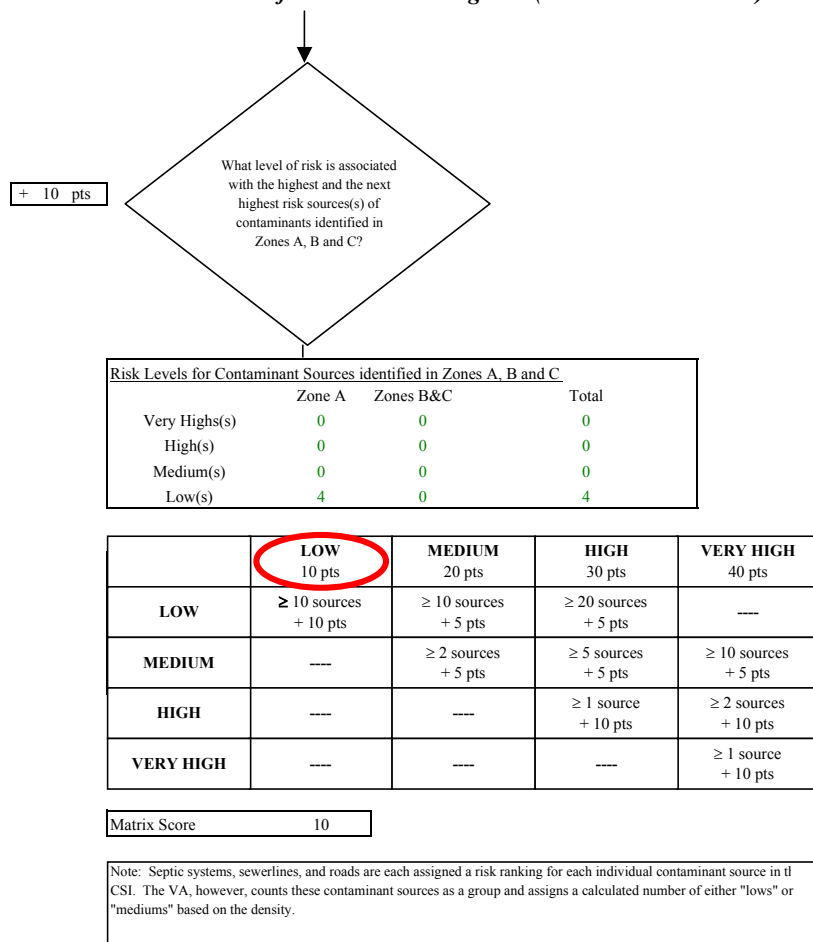 What level of risk is associated
with the highest and the next
highest risk sources(s) of
contaminants identified in
Zones A, B and C?
+ 10 pts
Risk Levels for Contaminant Sources identified in Zones A, B and C
Zone A Zones B&C Total
Very Highs(s) 0 0 0
High(s) 0 0 0
Medium(s) 0 0 0
Low(s) 4 0 4
LOW MEDIUM HIGH VERY HIGH
10 pts 20 pts 30 pts 40 pts
LOW ≥ 10 sources ≥ 10 sources ≥ 20 sources ----
+ 10 pts + 5 pts + 5 pts
MEDIUM ---- ≥ 2 sources ≥ 5 sources ≥ 10 sources
+ 5 pts + 5 pts + 5 pts
HIGH ---- ---- ≥ 1 source ≥ 2 sources
+ 10 pts + 10 pts
VERY HIGH ---- ---- ---- ≥ 1 source
+ 10 pts
Matrix Score 10
Note: Septic systems, sewerlines, and roads are each assigned a risk ranking for each individual contaminant source in
CSI. The VA, however, counts these contaminant sources as a group and assigns a calculated number of either "lows" or
"mediums" based on the density.